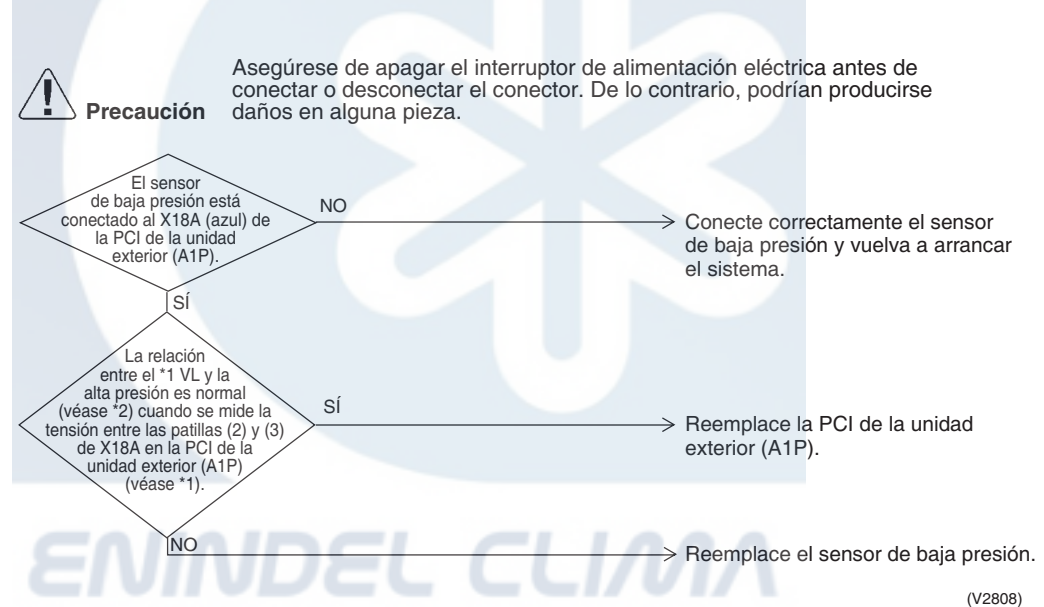 Asegúrese de apagar el interruptor de alimentación eléctrica antes de
conectar o desconectar el conector. De lo contrario, podrían producirse
daños en alguna pieza.
Precaución
El sensor
de baja presión está
conectado al X18A (azul) de
la PCI de la unidad
exterior (A1P).
NO
Conecte correctamente el sensor
de baja presión y vuelva a arrancar
el sistema.
SÍ
La relación
entre el *1 VL y la
alta presión es normal
(véase *2) cuando se mide la
tensión entre las patillas (2) y (3)
de X18A en la PCI de la
unidad exterior (A1P)
(véase *1).
SÍ
Reemplace la PCI de la unidad
exterior (A1P).
NO
Reemplace el sensor de baja presión.
ENINDEL CLIMA
(V2808)